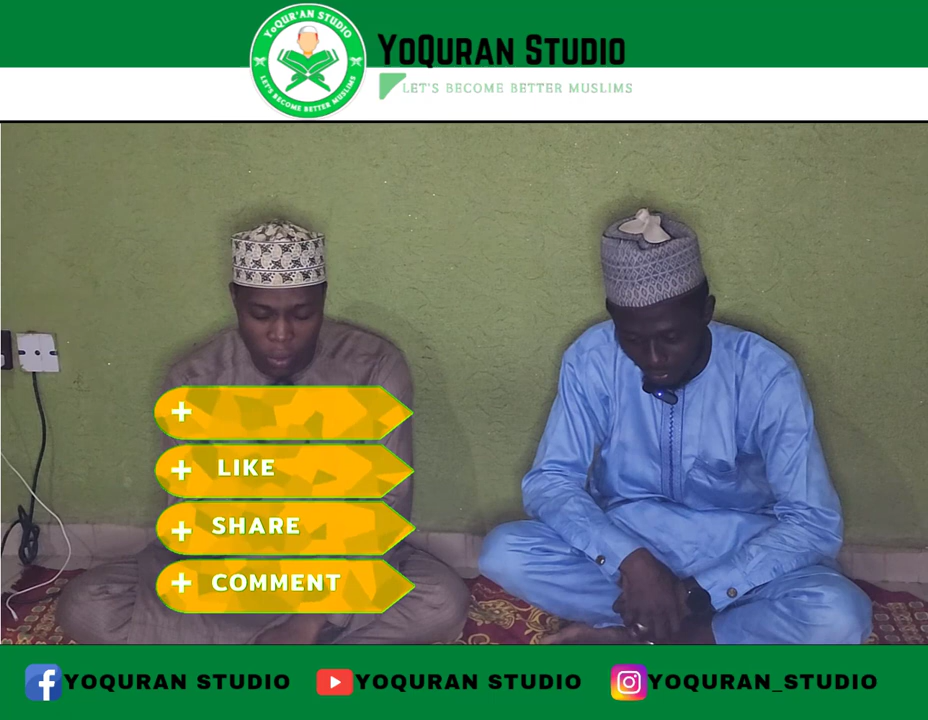 YoQUR'AN STUDIO
LET'S BECOME BETTER MUSLIMS
YOQURAN STUDIO
LET'S BECOME BETTER MUSLIMS
+
+ LIKE
+ SHARE
+ COMMENT
YOQURAN STUDIO
YOQURAN STUDIO
YOQURAN_STUDIO